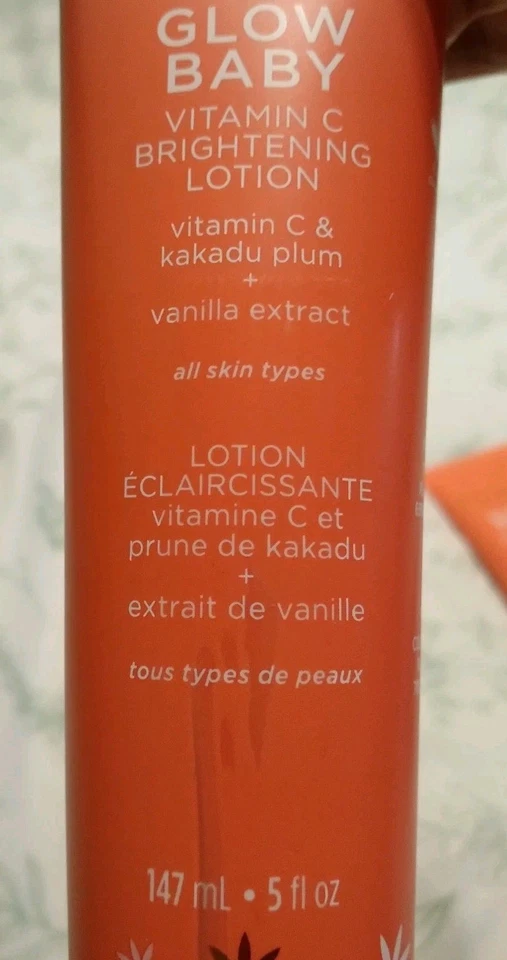 GLOW
BABY
VITAMIN C
BRIGHTENING
LOTION
vitamin C &
kakadu plum
+
vanilla extract
all skin types
LOTION
ÉCLAIRCISSANTE
vitamine C et
prune de kakadu
+
extrait de vanille
tous types de peaux
147 mL • 5 fl oz